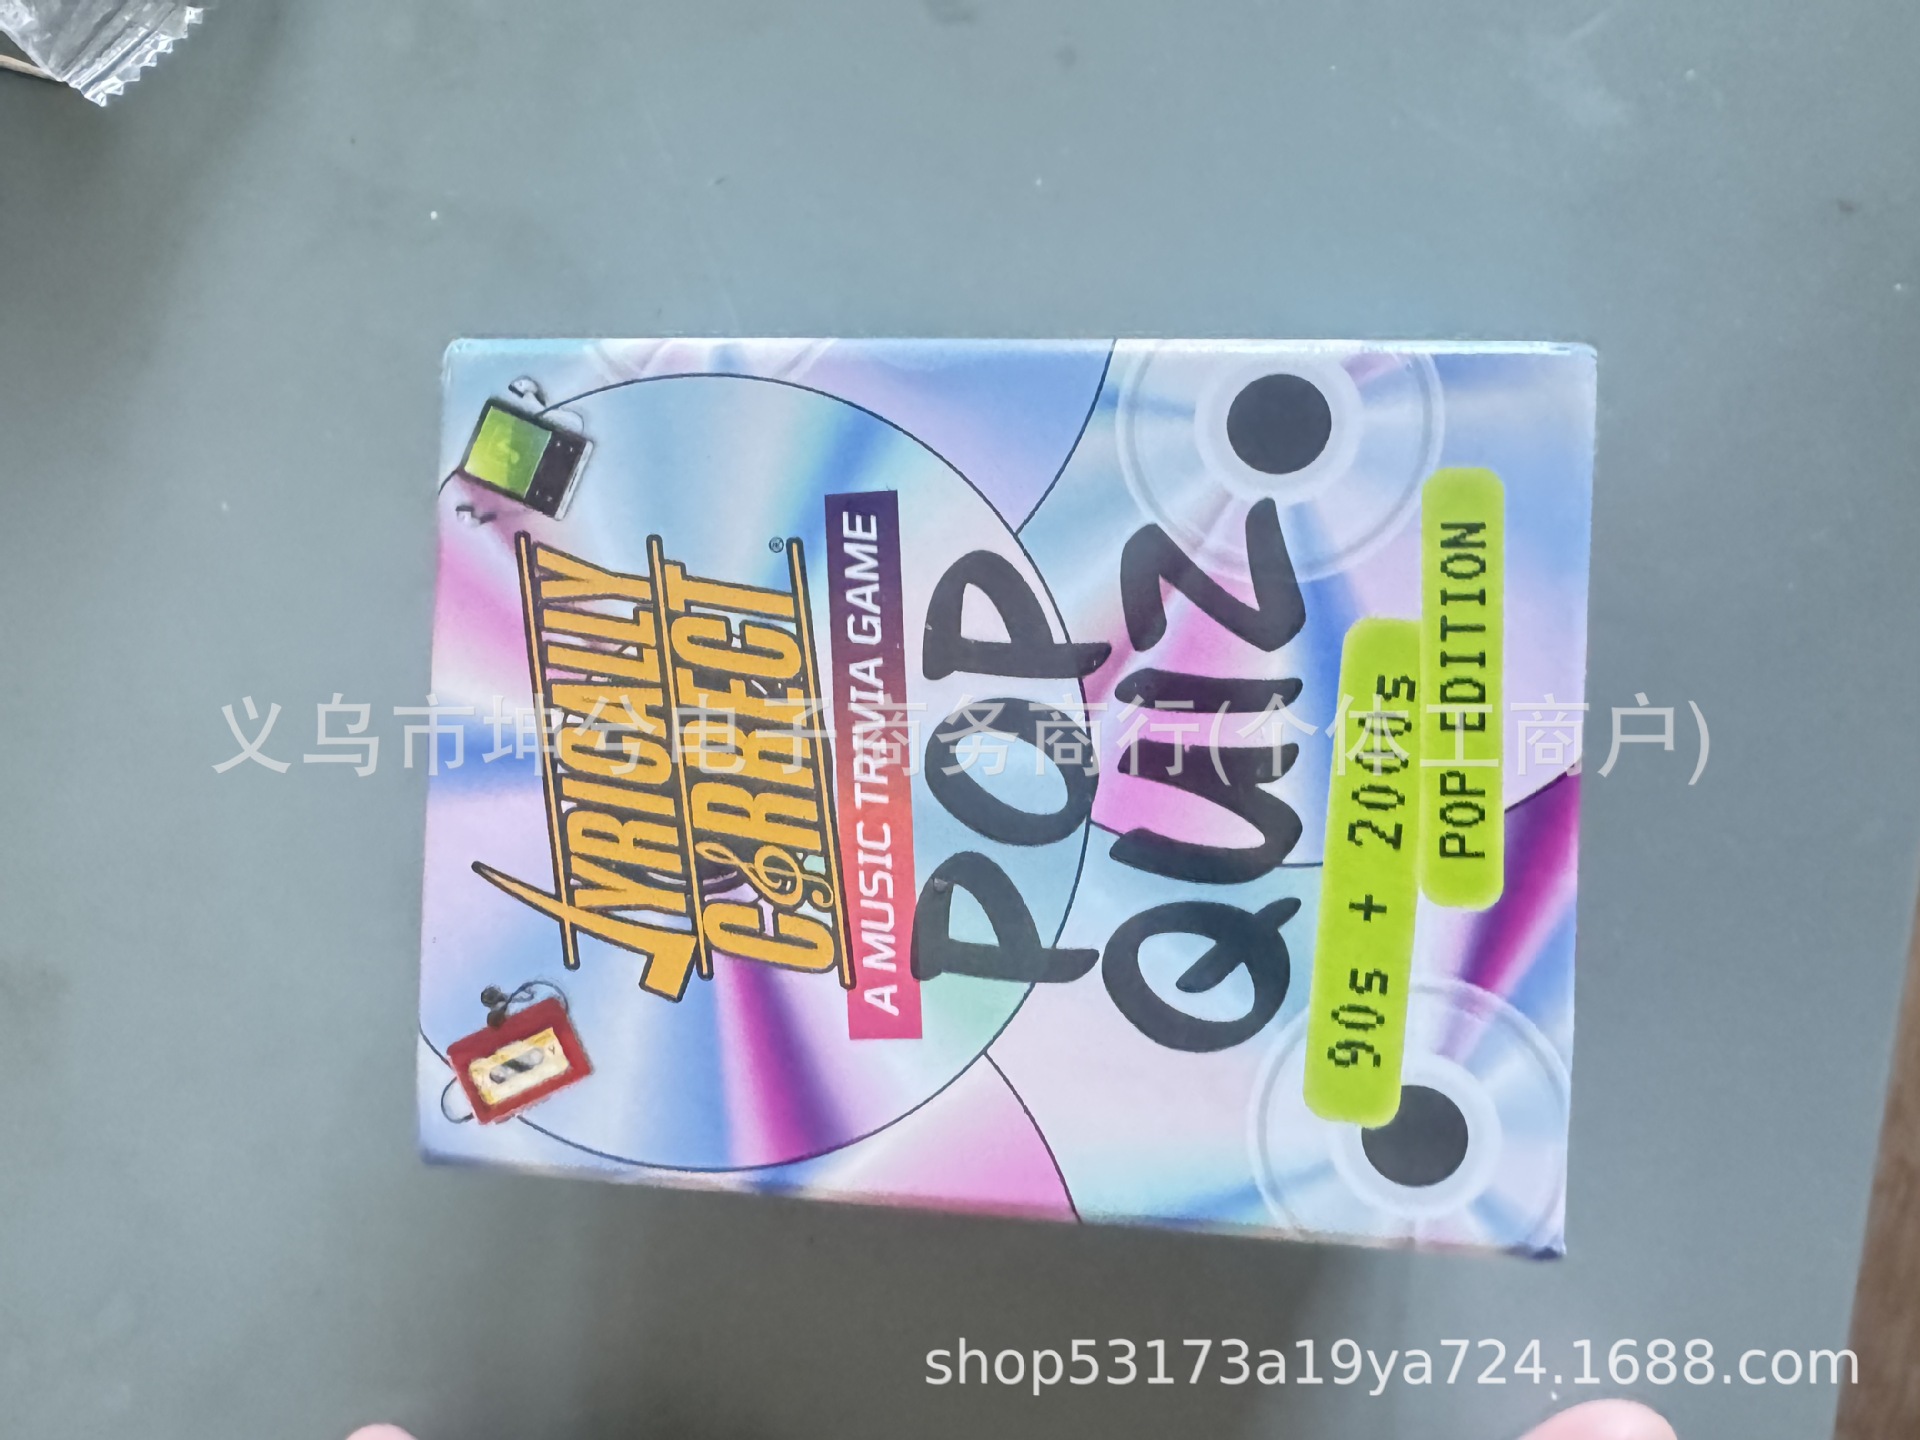 LYRICALLY
CORRECT®
A MUSIC TRIVIA GAME
POP
QUIZ
90s + 2000s
POP EDITION
义乌市坤兮电子商务商行(个体工商户)
shop53173a19ya724.1688.com